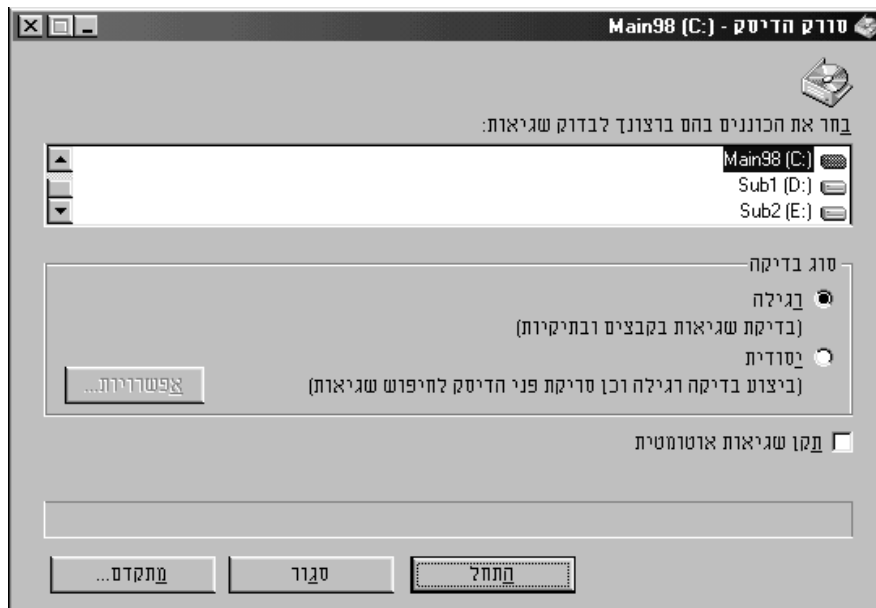 סורק הדיסק - Main98 (C:)
בחר את הכוננים בהם ברצונך לבדוק שגיאות:
Main98 (C:)
Sub1 (D:)
Sub2 (E:)
סוג בדיקה
רגילה
(בדיקת שגיאות בקבצים ובתיקיות)
יסודית
(ביצוע בדיקה רגילה וכן סריקת פני הדיסק לחיפוש שגיאות)
אפשרויות...
תקן שגיאות אוטומטית
התחל
סגור
מתקדם...